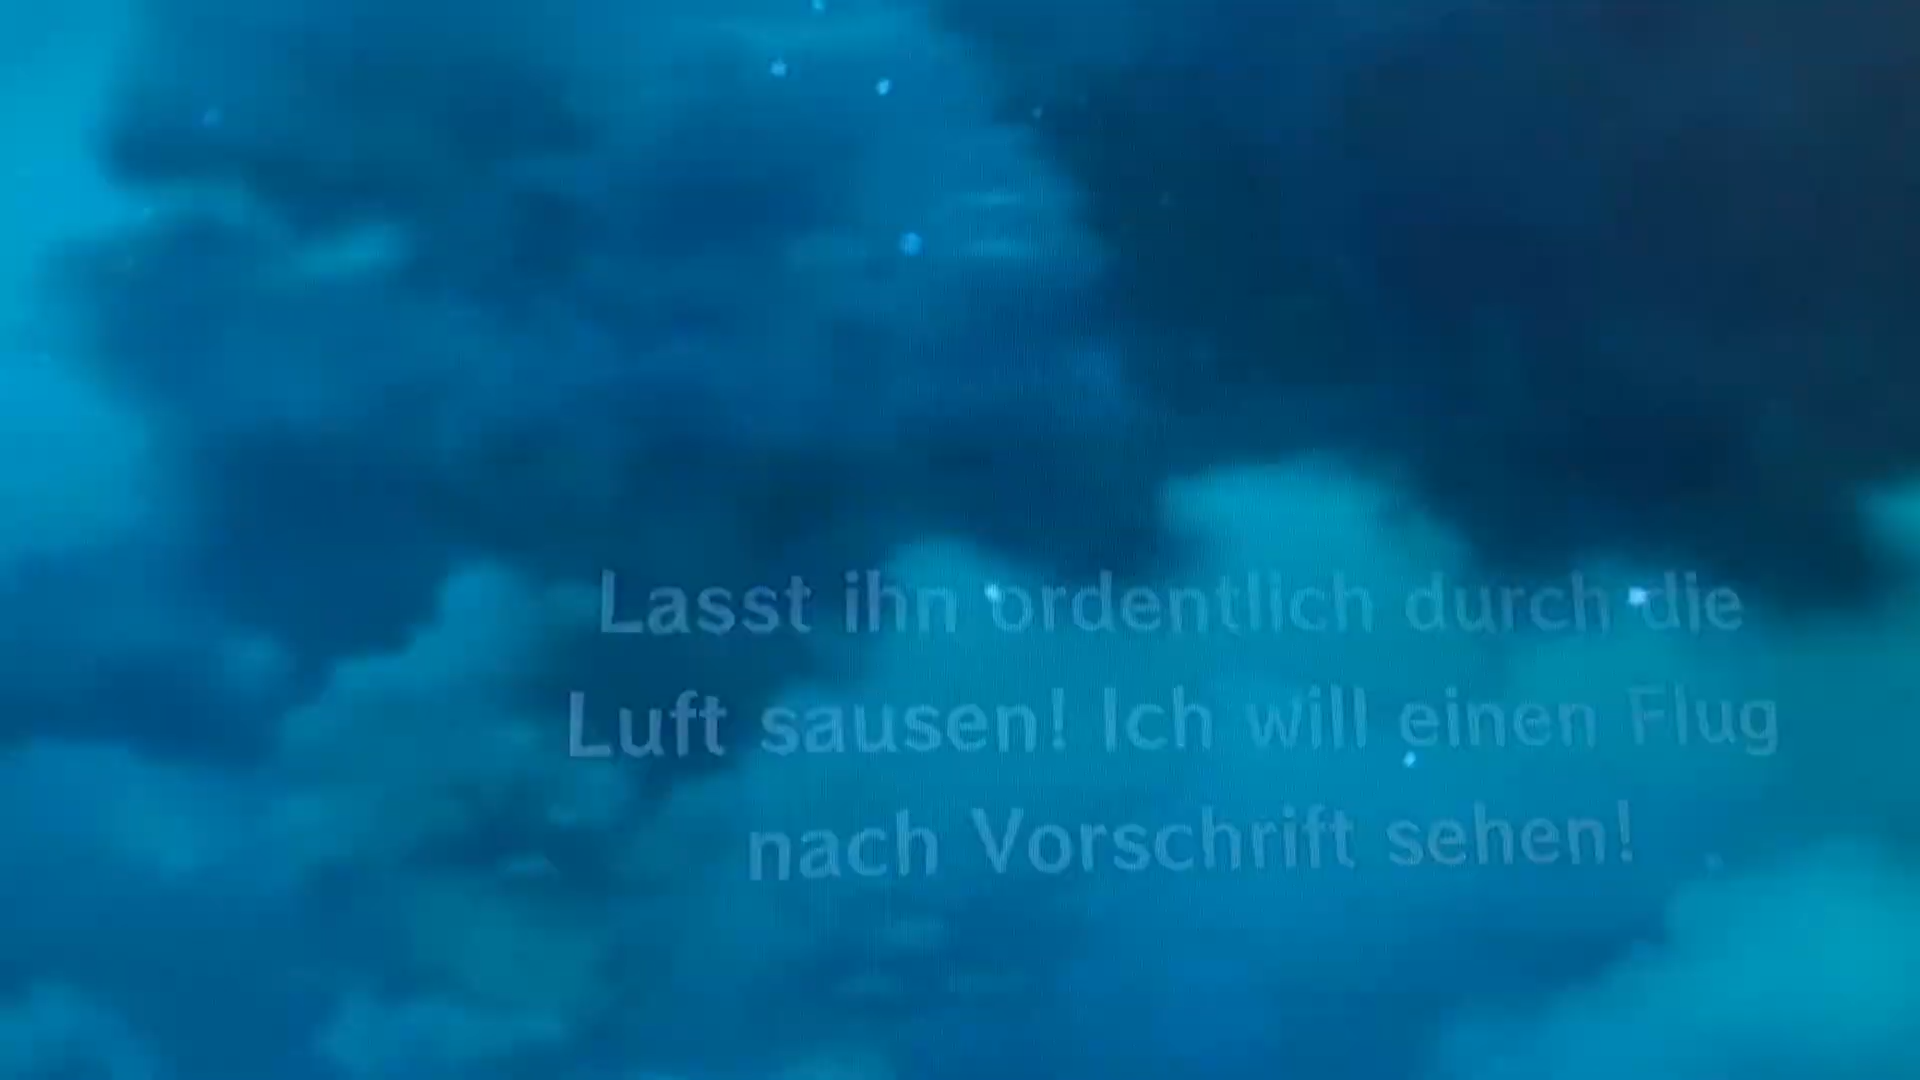 Lasst ihn ordentlich durch die
Luft sausen! Ich will einen Flug
nach Vorschrift sehen!